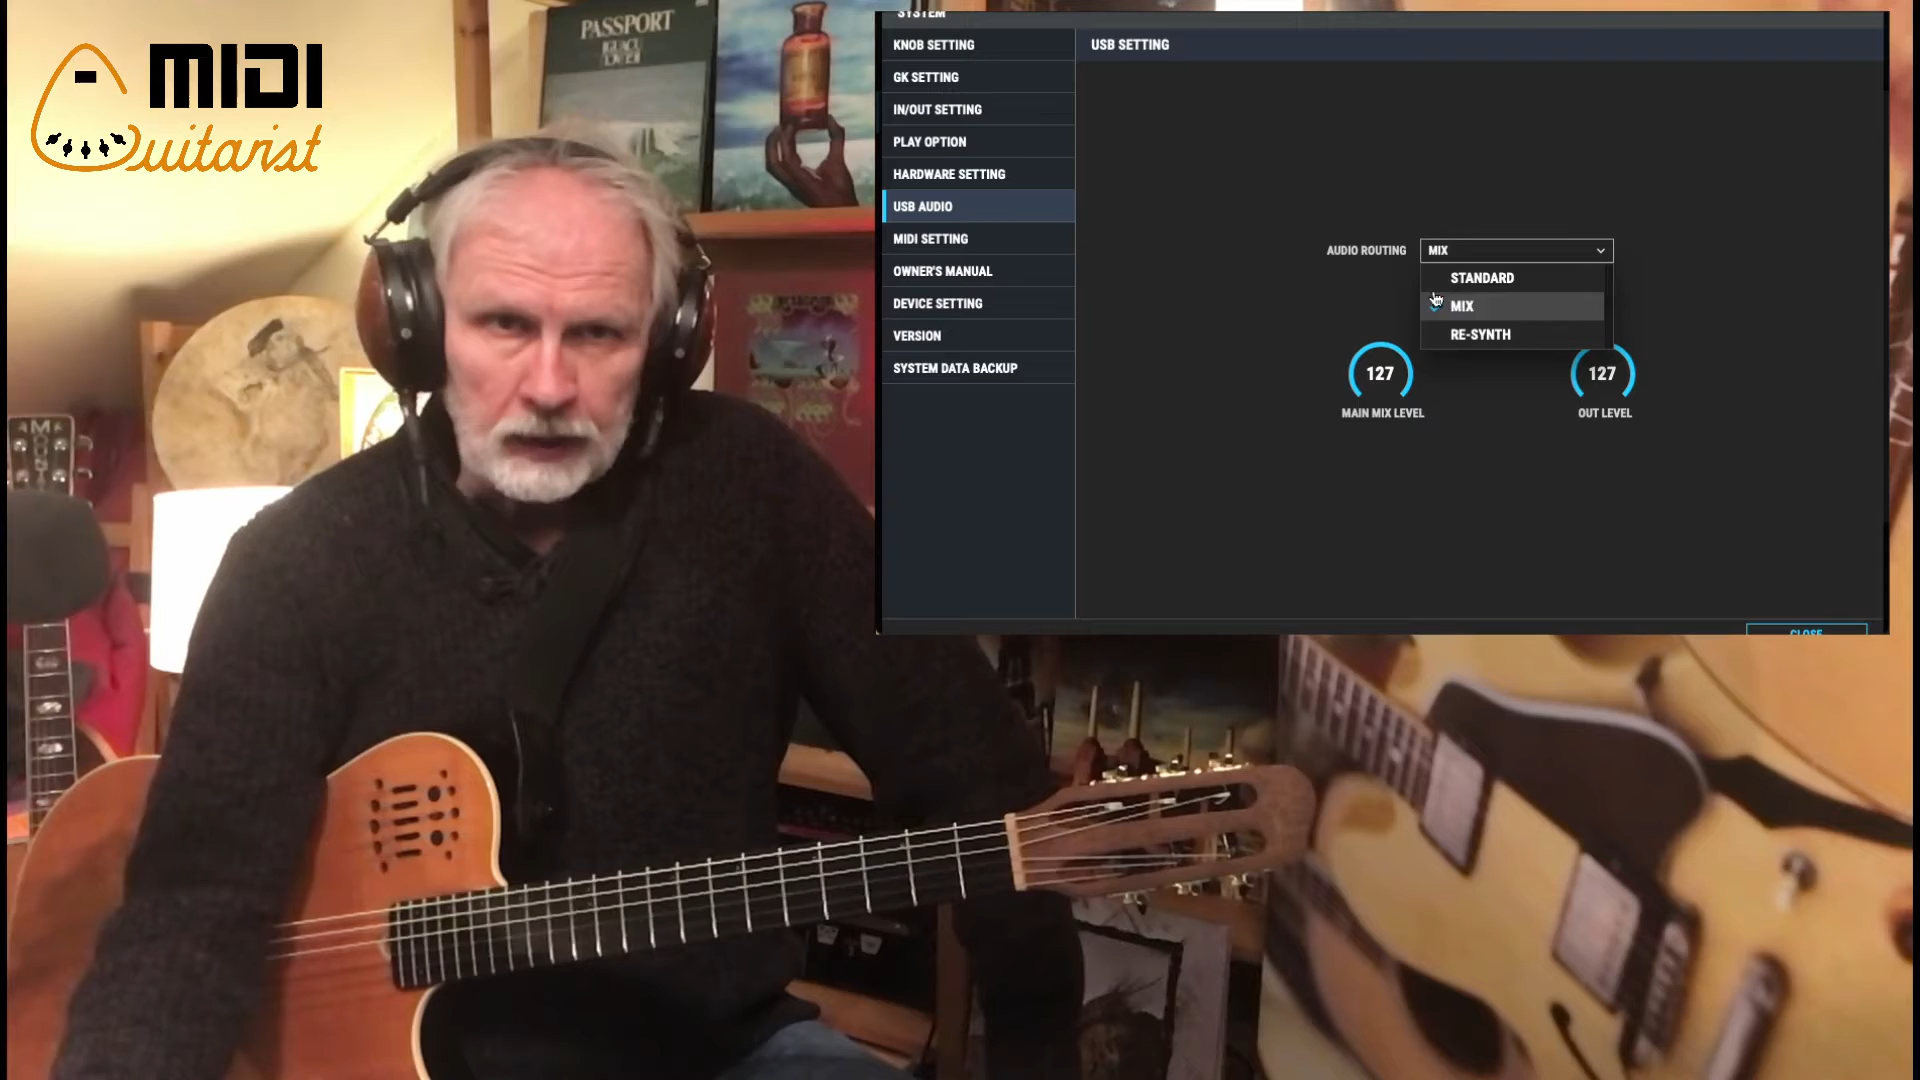 MIDI
Guitarist
PASSPORT
IGUAÇU
SYSTEM
KNOB SETTING
GK SETTING
IN/OUT SETTING
PLAY OPTION
HARDWARE SETTING
USB AUDIO
MIDI SETTING
OWNER'S MANUAL
DEVICE SETTING
VERSION
SYSTEM DATA BACKUP
USB SETTING
AUDIO ROUTING
MIX
STANDARD
MIX
RE-SYNTH
127
MAIN MIX LEVEL
127
OUT LEVEL
CLOSE